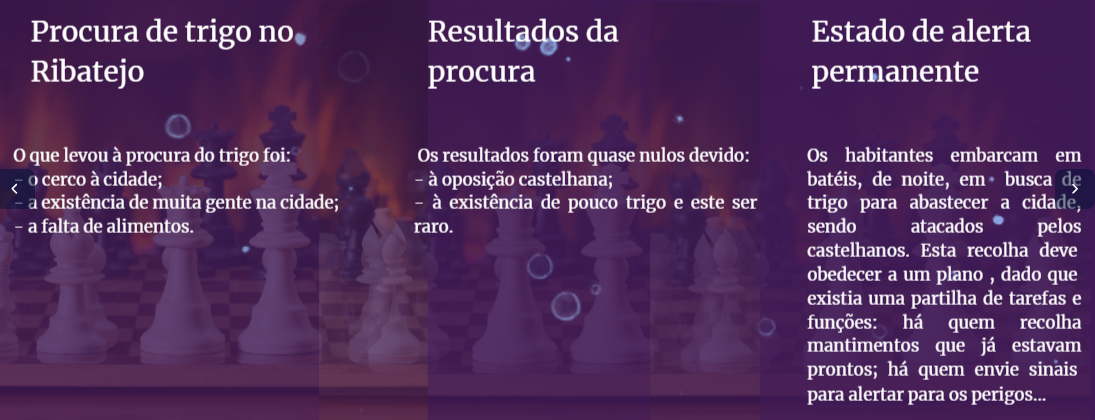 Procura de trigo no
Ribatejo
O que levou à procura do trigo foi:
- o cerco à cidade;
- a existência de muita gente na cidade;
- a falta de alimentos.
Resultados da
procura
Os resultados foram quase nulos devido:
- à oposição castelhana;
- à existência de pouco trigo e este ser
raro.
Estado de alerta
permanente
Os habitantes embarcam em
batéis, de noite, em busca de
trigo para abastecer a cidade,
sendo atacados pelos
castelhanos. Esta recolha deve
obedecer a um plano , dado que
existia uma partilha de tarefas e
funções: há quem recolha
mantimentos que já estavam
prontos; há quem envie sinais
para alertar para os perigos...